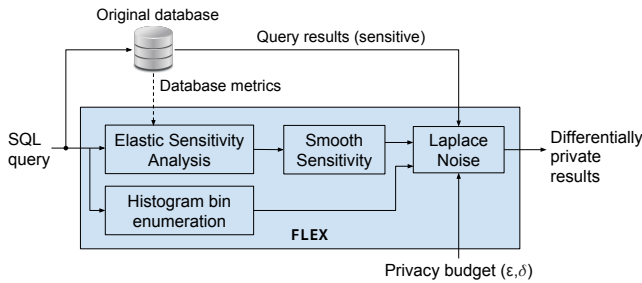 Original database
Query results (sensitive)
Database metrics
SQL
query
Elastic Sensitivity
Analysis
Smooth
Sensitivity
Laplace
Noise
Differentially
private
results
Histogram bin
enumeration
FLEX
Privacy budget (ε,δ)